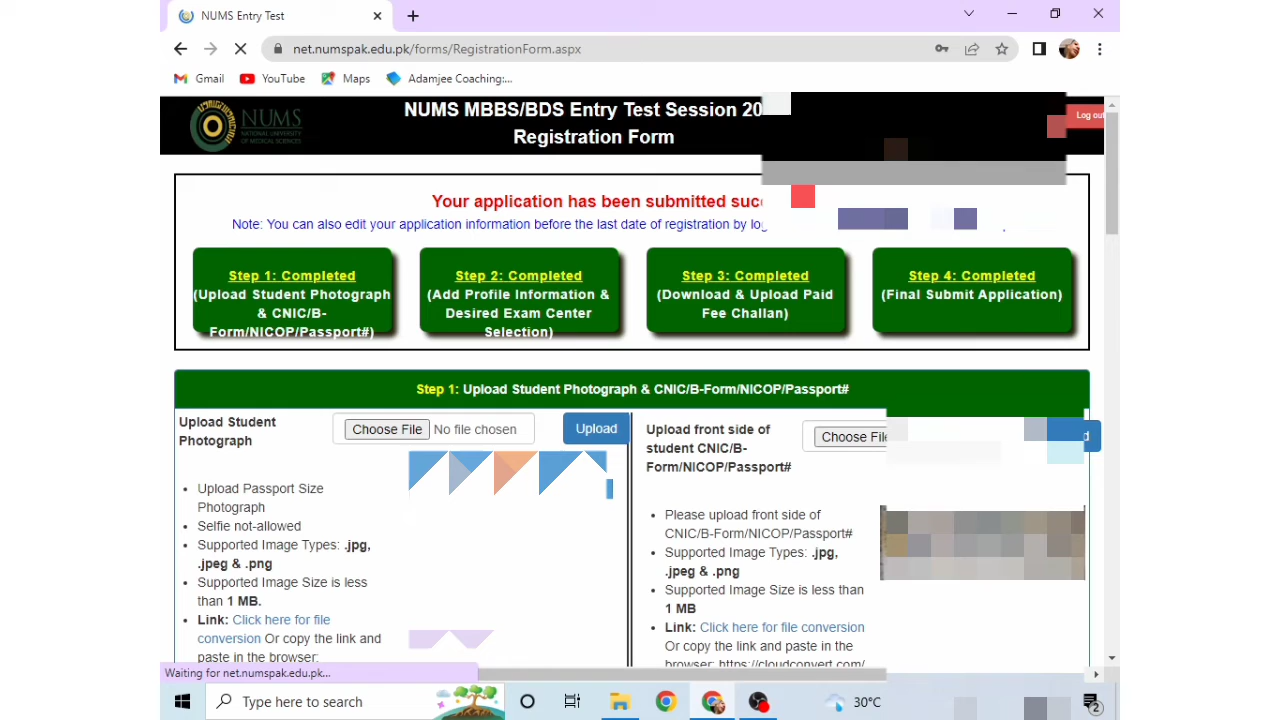 NUMS Entry Test
net.numspak.edu.pk/forms/RegistrationForm.aspx
Gmail
YouTube
Maps
Adamjee Coaching:...
NUMS
NATIONAL UNIVERSITY
OF MEDICAL SCIENCES
NUMS MBBS/BDS Entry Test Session 20
Registration Form
Log out
Your application has been submitted
Note: You can also edit your application information before the last date of registration by
Step 1: Completed
(Upload Student Photograph
& CNIC/B-
Form/NICOP/Passport#)
Step 2: Completed
(Add Profile Information &
Desired Exam Center
Selection)
Step 3: Completed
(Download & Upload Paid
Fee Challan)
Step 4: Completed
(Final Submit Application)
Step 1: Upload Student Photograph & CNIC/B-Form/NICOP/Passport#
Upload Student
Photograph
Choose File No file chosen
Upload
• Upload Passport Size
Photograph
• Selfie not-allowed
• Supported Image Types: .jpg,
.jpeg & .png
• Supported Image Size is less
than 1 MB.
• Link: Click here for file
conversion Or copy the link and
paste in the browser:
Upload front side of
student CNIC/B-
Form/NICOP/Passport#
Choose
• Please upload front side of
CNIC/B-Form/NICOP/Passport#
• Supported Image Types: .jpg,
.jpeg & .png
• Supported Image Size is less than
1 MB
• Link: Click here for file conversion
Or copy the link and paste in the
browser: https://cloudconvert.com/
Waiting for net.numspak.edu.pk...
Type here to search
30°C
2